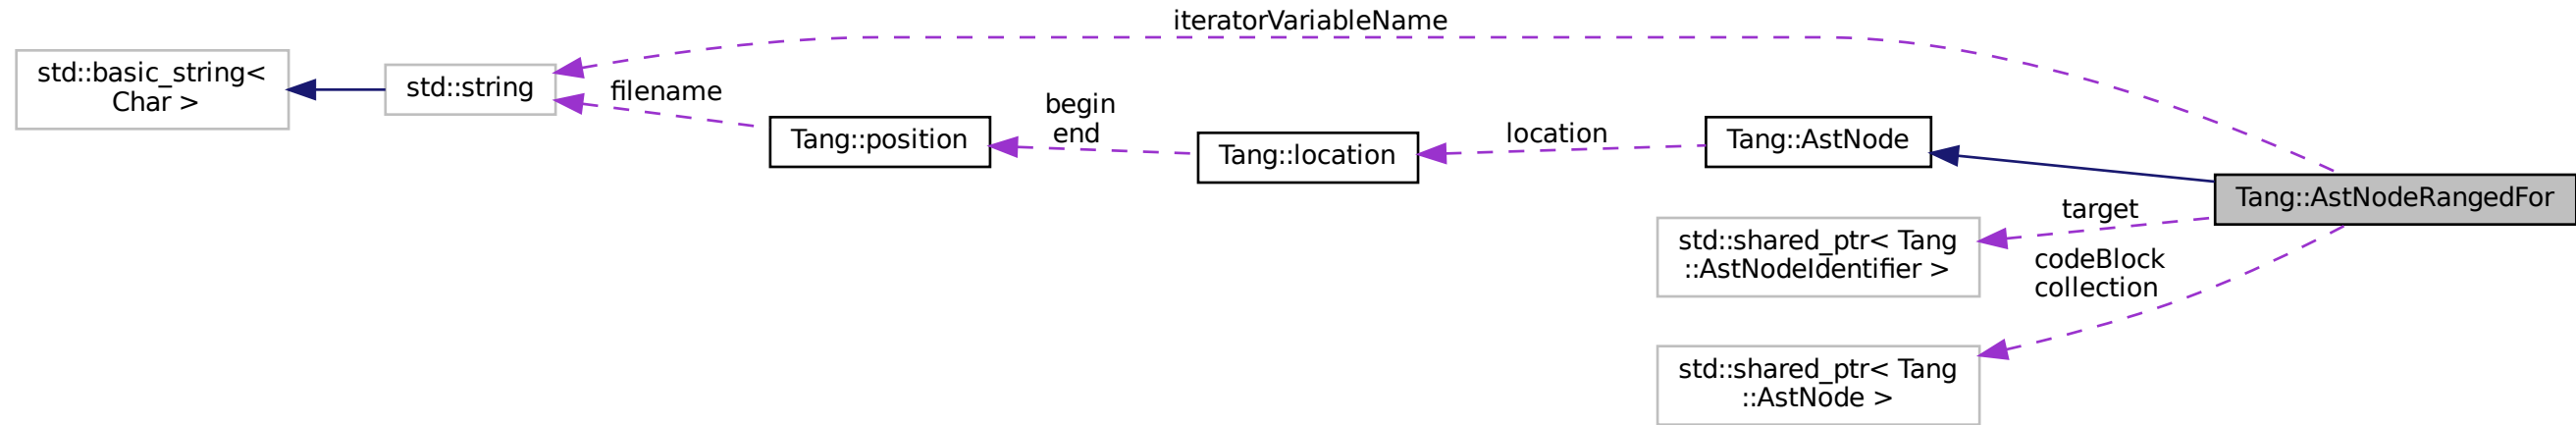 iteratorVariableName
std::basic_string<
Char >
std::string
filename
Tang::position
begin
end
Tang::location
location
Tang::AstNode
Tang::AstNodeRangedFor
target
std::shared_ptr< Tang
::AstNodeIdentifier >
codeBlock
collection
std::shared_ptr< Tang
::AstNode >